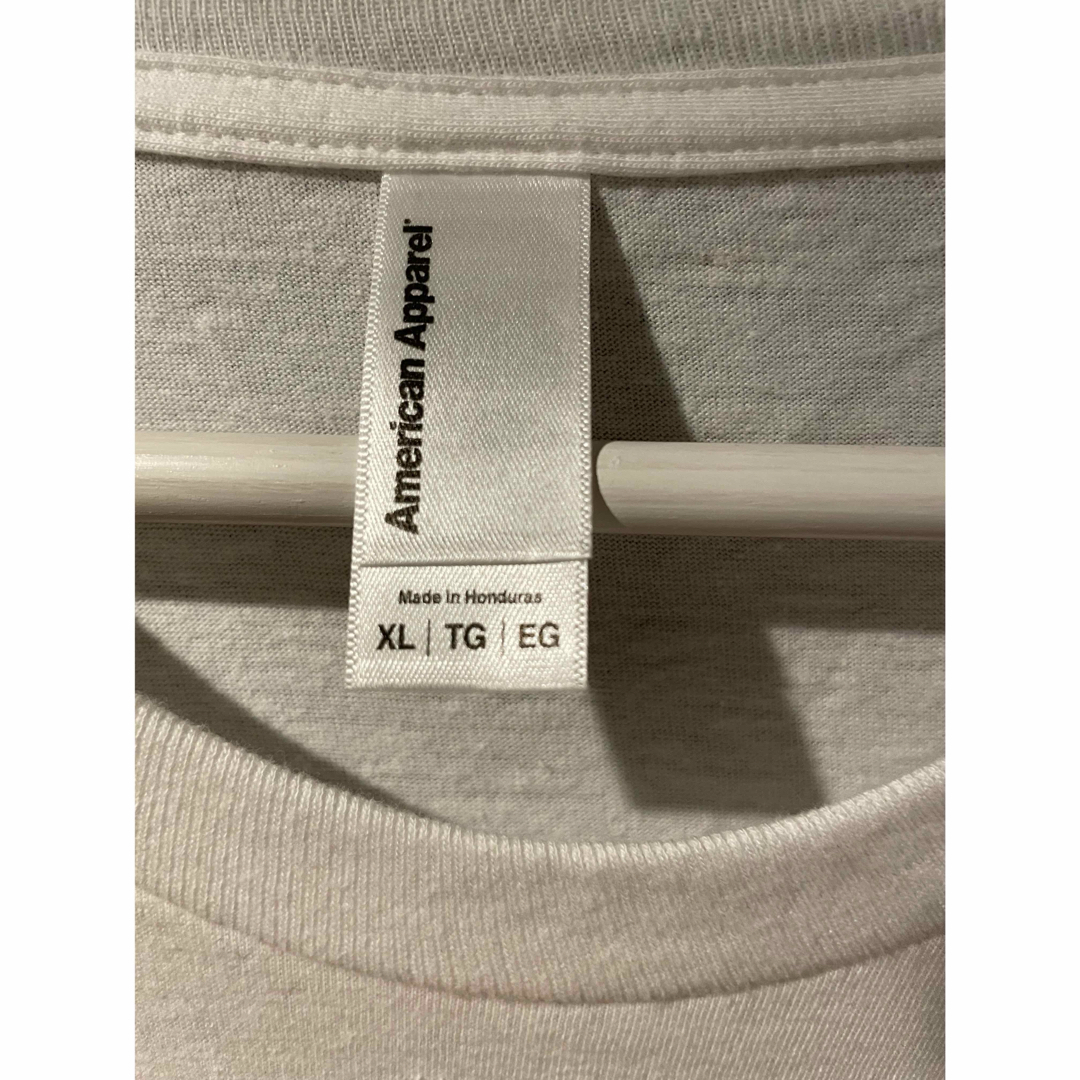 American Apparel
Made in Honduras
XL | TG | EG